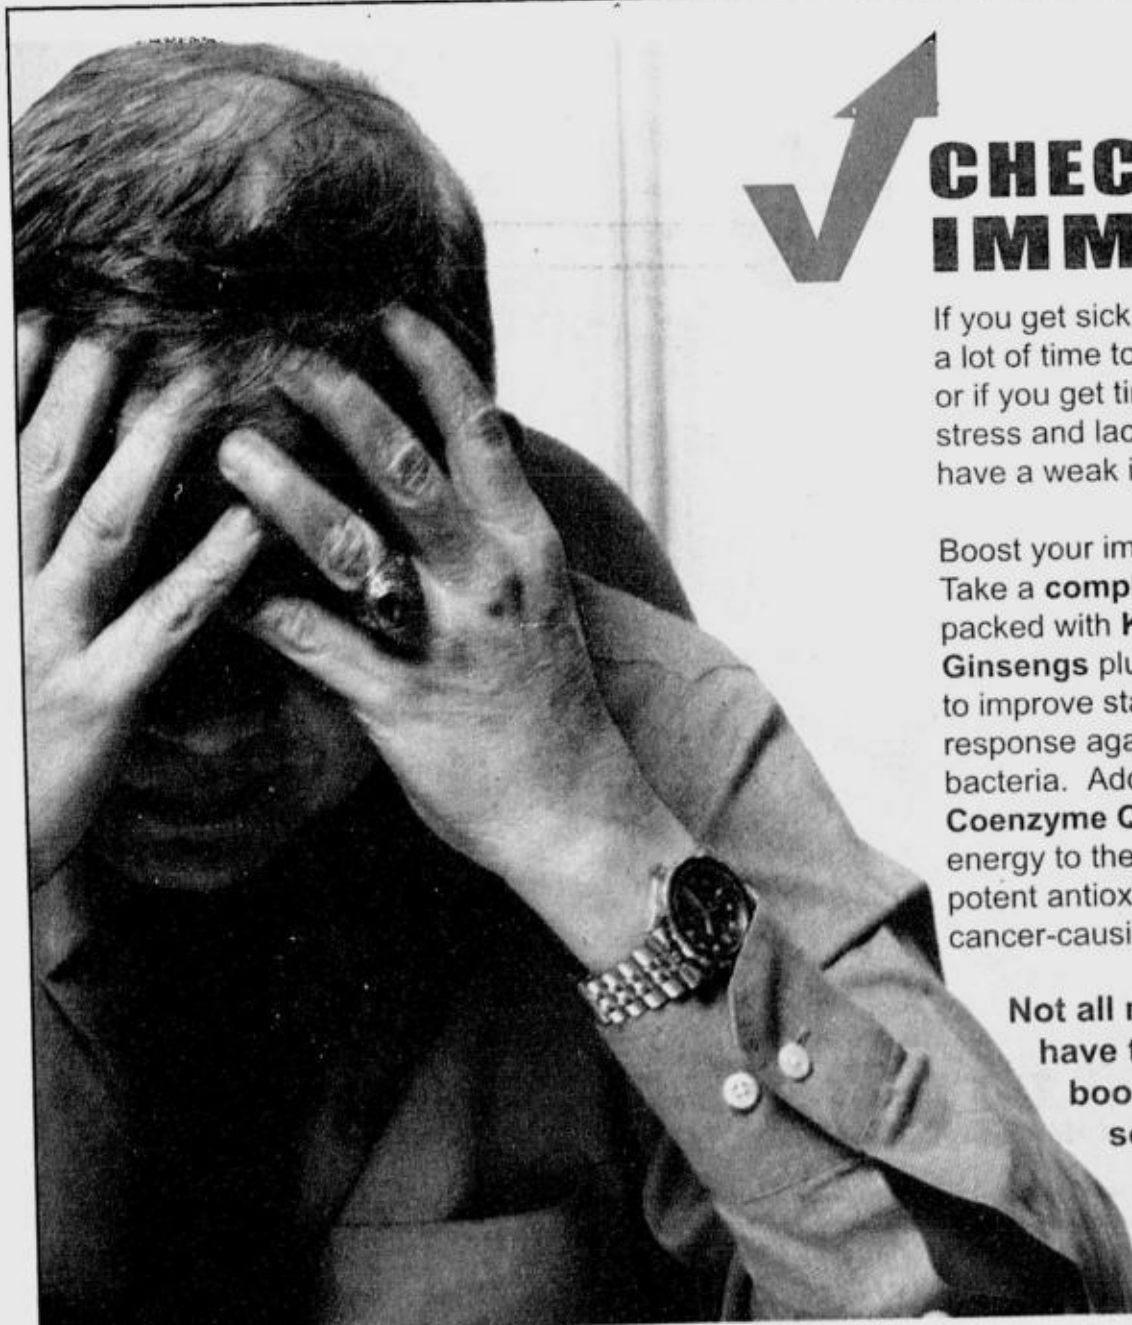 CHEC
IMM
If you get sick
a lot of time to
or if you get ti
stress and lac
have a weak i
Boost your im
Take a comp
packed with K
Ginsengs plu
to improve sta
response aga
bacteria. Add
Coenzyme Q
energy to the
potent antiox
cancer-causi
Not all
have t
boo
se